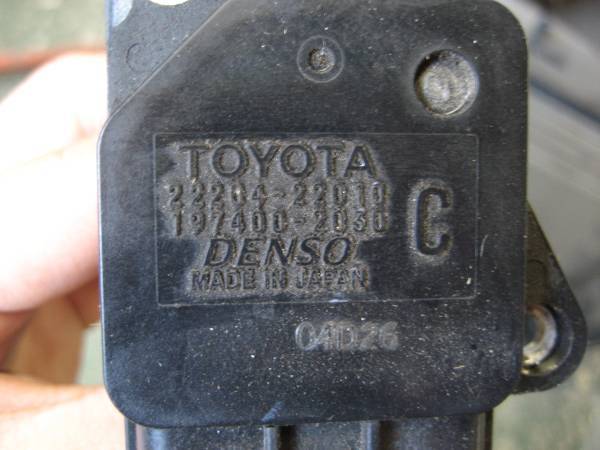 TOYOTA
22204-22010
197400-2030
C
DENSO
MADE IN JAPAN
04D26